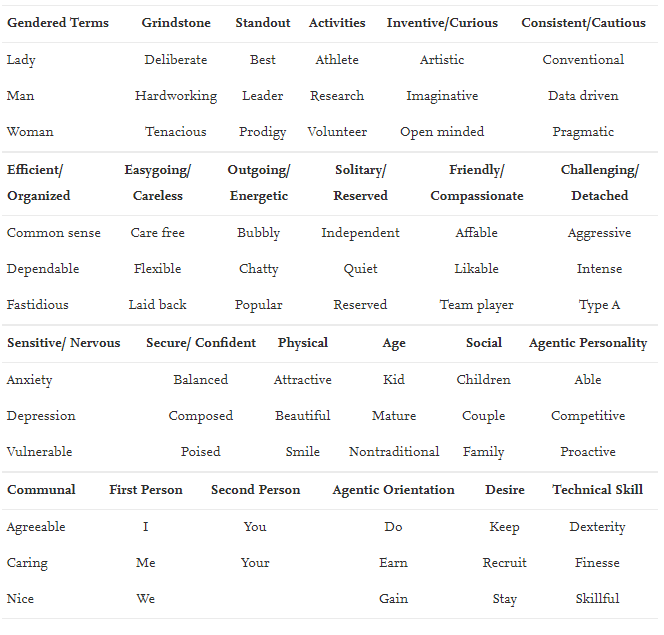 Gendered Terms Grindstone Standout Activities Inventive/Curious Consistent/Cautious
Lady Deliberate Best Athlete Artistic Conventional
Man Hardworking Leader Research Imaginative Data driven
Woman Tenacious Prodigy Volunteer Open minded Pragmatic
Efficient/ Easygoing/ Outgoing/ Solitary/ Friendly/ Challenging/
Organized Careless Energetic Reserved Compassionate Detached
Common sense Care free Bubbly Independent Affable Aggressive
Dependable Flexible Chatty Quiet Likable Intense
Fastidious Laid back Popular Reserved Team player Type A
Sensitive/ Nervous Secure/ Confident Physical Age Social Agentic Personality
Anxiety Balanced Attractive Kid Children Able
Depression Composed Beautiful Mature Couple Competitive
Vulnerable Poised Smile Nontraditional Family Proactive
Communal First Person Second Person Agentic Orientation Desire Technical Skill
Agreeable I You Do Keep Dexterity
Caring Me Your Earn Recruit Finesse
Nice We Gain Stay Skillful